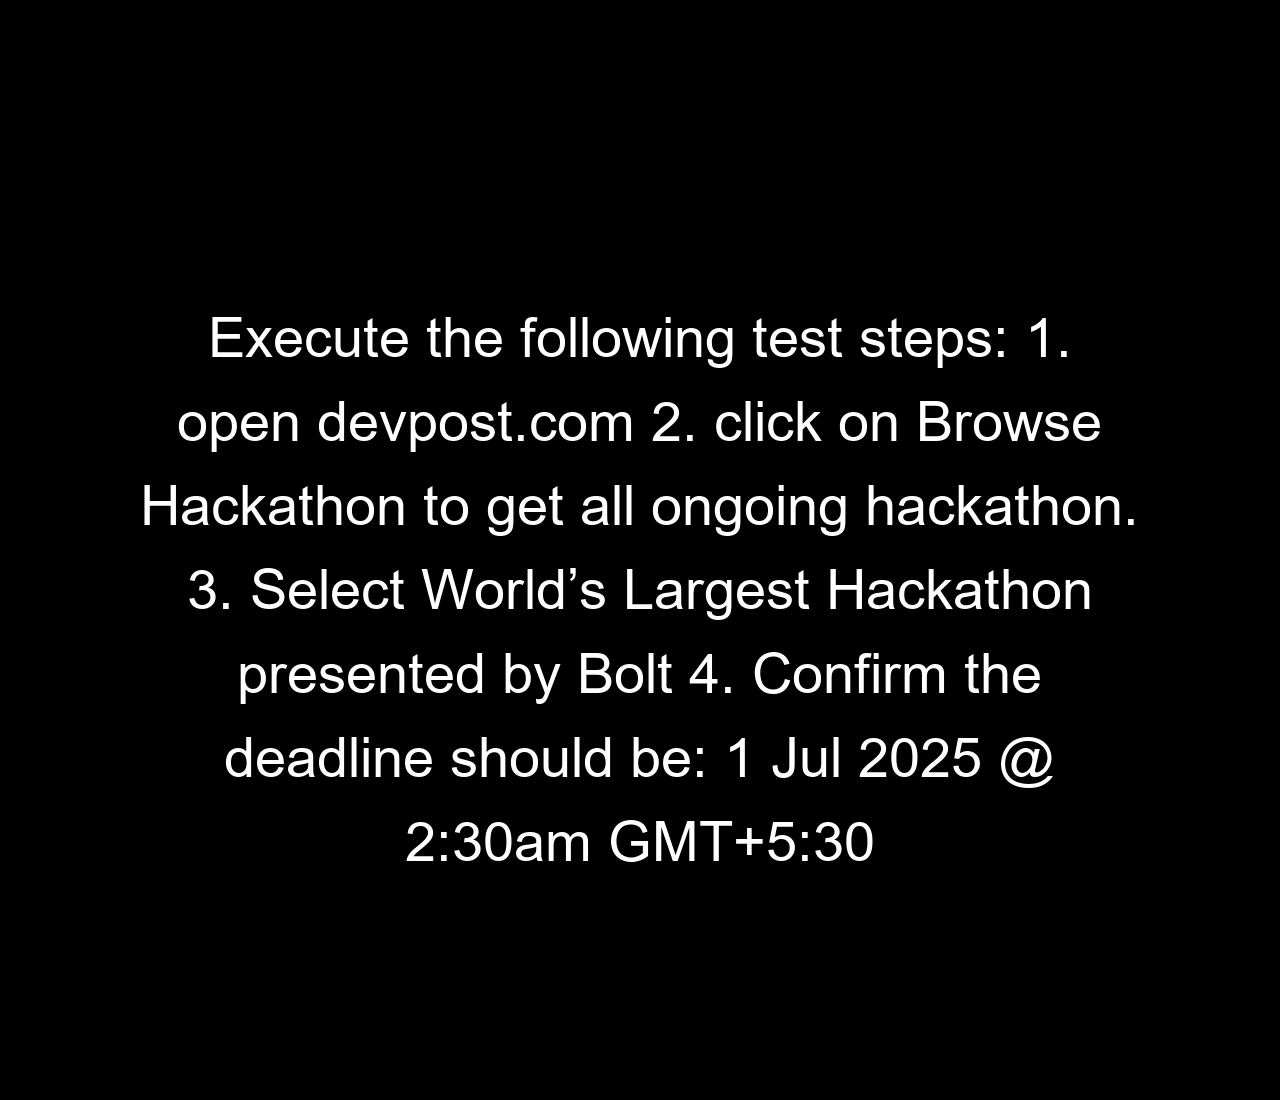 Execute the following test steps: 1.
open devpost.com 2. click on Browse
Hackathon to get all ongoing hackathon.
3. Select World’s Largest Hackathon
presented by Bolt 4. Confirm the
deadline should be: 1 Jul 2025 @
2:30am GMT+5:30